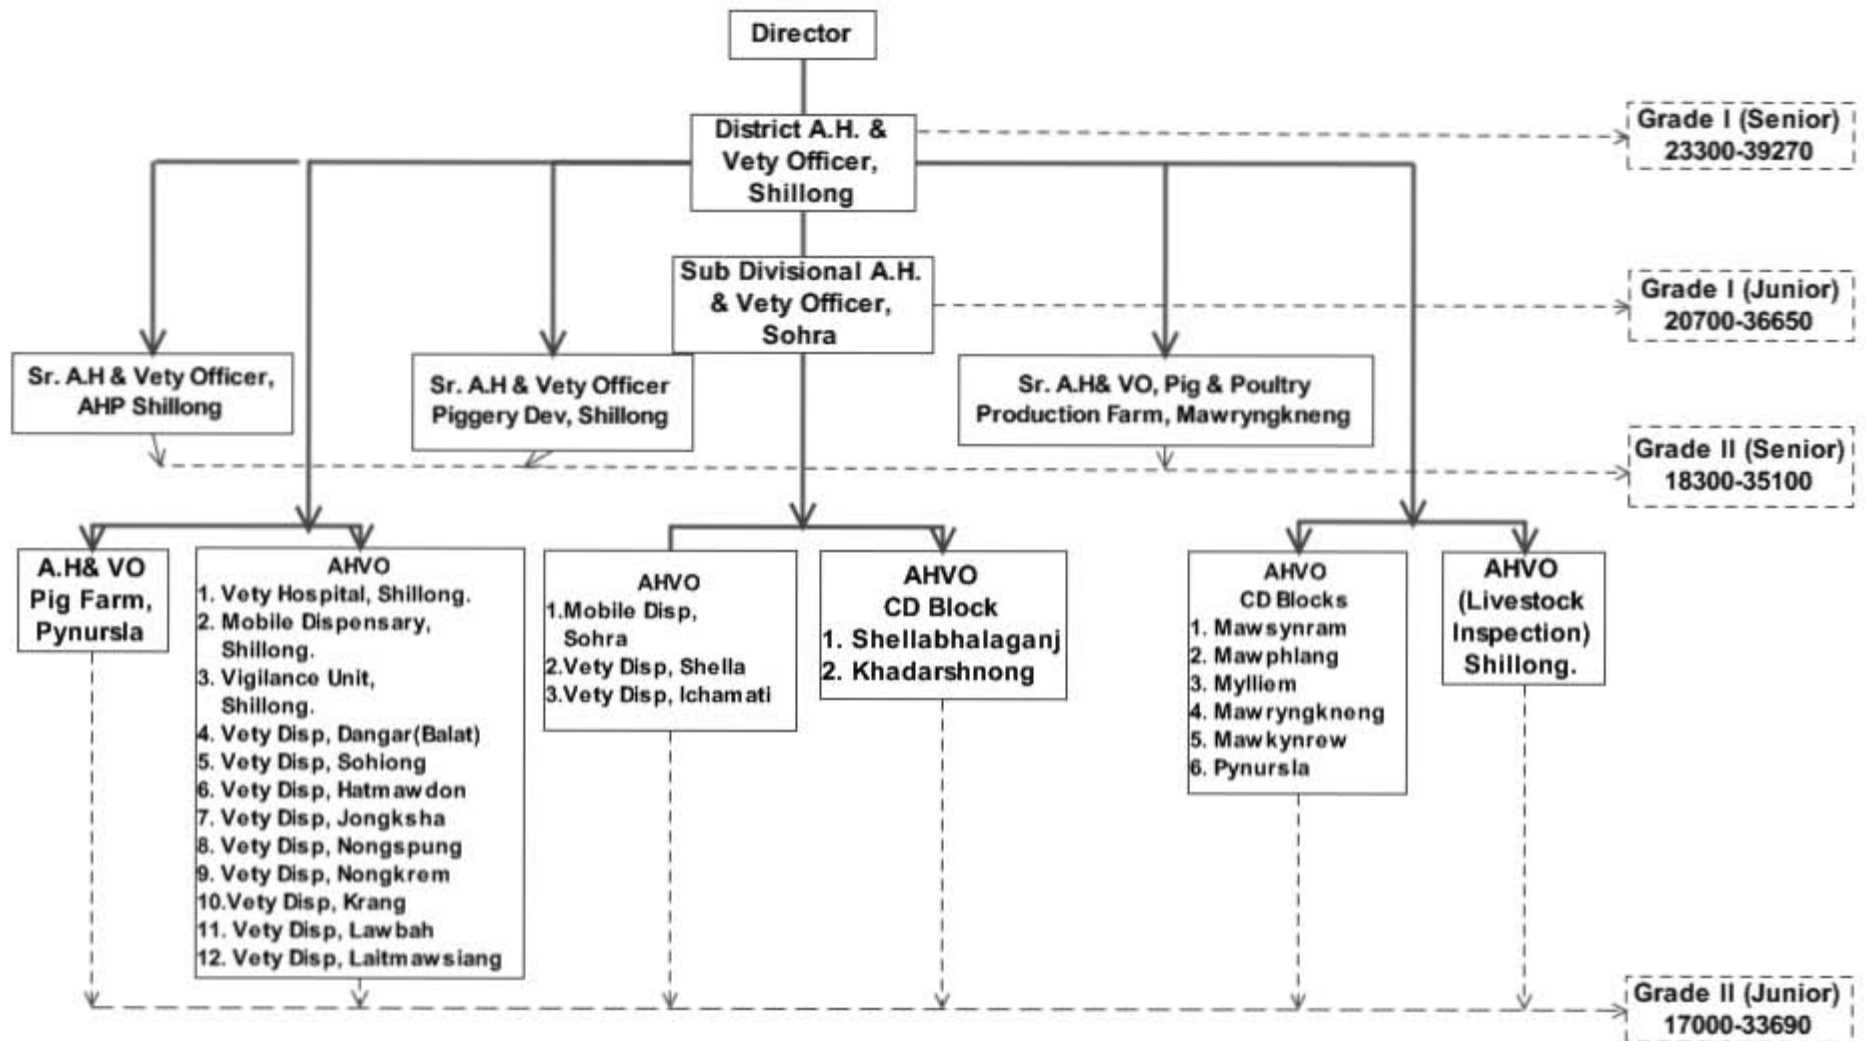 Director
District A.H. &
Vety Officer,
Shillong
Grade I (Senior)
23300-39270
Sub Divisional A.H.
& Vety Officer,
Sohra
Grade I (Junior)
20700-36650
Sr. A.H & Vety Officer,
AHP Shillong
Sr. A.H & Vety Officer
Piggery Dev, Shillong
Sr. A.H& VO, Pig & Poultry
Production Farm, Mawryngkneng
Grade II (Senior)
18300-35100
A.H& VO
Pig Farm,
Pynursla
AHVO
1. Vety Hospital, Shillong.
2. Mobile Dispensary,
Shillong.
3. Vigilance Unit,
Shillong.
4. Vety Disp, Dangar(Balat)
5. Vety Disp, Sohiong
6. Vety Disp, Hatmawdon
7. Vety Disp, Jongksha
8. Vety Disp, Nongspung
9. Vety Disp, Nongkrem
10.Vety Disp, Krang
11. Vety Disp, Lawbah
12. Vety Disp, Laitmawsiang
AHVO
1.Mobile Disp,
Sohra
2.Vety Disp, Shella
3.Vety Disp, Ichamati
AHVO
CD Block
1. Shellabhalaganj
2. Khadarshnong
AHVO
CD Blocks
1. Mawsynram
2. Mawphlang
3. Mylliem
4. Mawryngkneng
5. Mawkynrew
6. Pynursla
AHVO
(Livestock
Inspection)
Shillong.
Grade II (Junior)
17000-33690